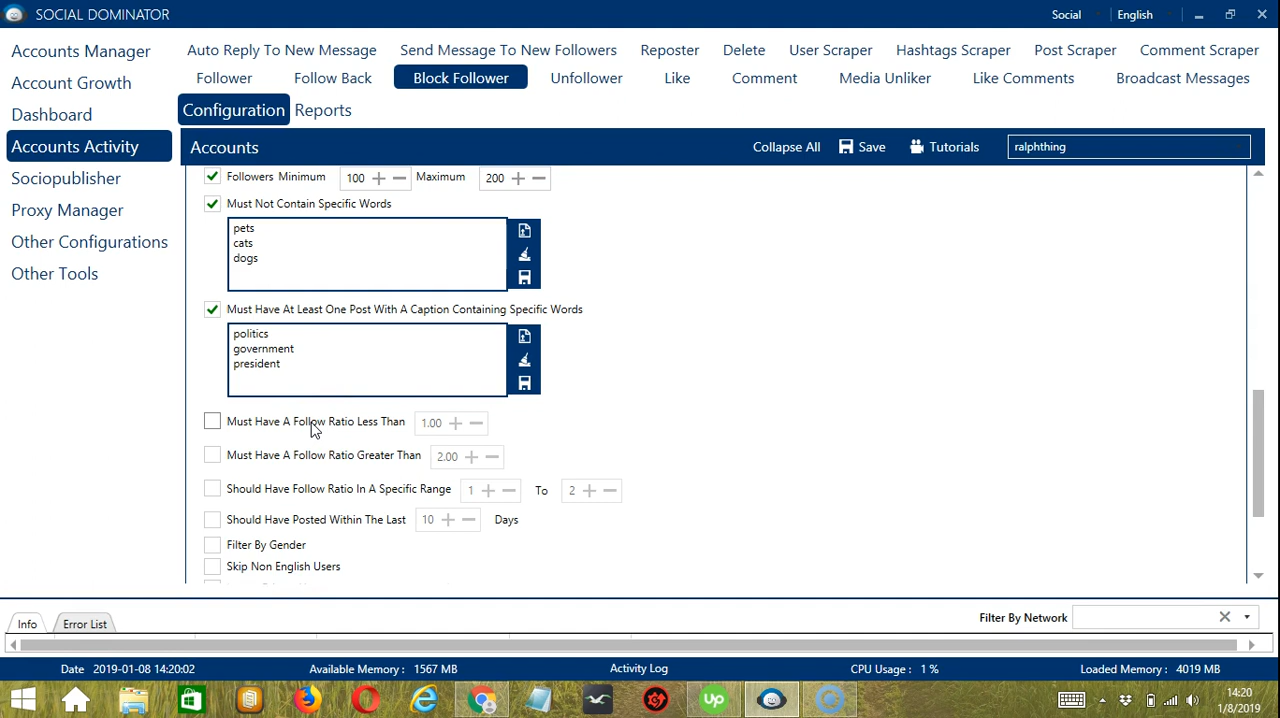 SOCIAL DOMINATOR
Social
English
Accounts Manager
Account Growth
Dashboard
Accounts Activity
Sociopublisher
Proxy Manager
Other Configurations
Other Tools
Auto Reply To New Message
Send Message To New Followers
Reposter
Delete
User Scraper
Hashtags Scraper
Post Scraper
Comment Scraper
Follower
Follow Back
Block Follower
Unfollower
Like
Comment
Media Unliker
Like Comments
Broadcast Messages
Configuration
Reports
Accounts
Collapse All
Save
Tutorials
ralphthing
Followers Minimum 100 + − Maximum 200 + −
Must Not Contain Specific Words
pets
cats
dogs
Must Have At Least One Post With A Caption Containing Specific Words
politics
government
president
Must Have A Follow Ratio Less Than 1.00 + −
Must Have A Follow Ratio Greater Than 2.00 + −
Should Have Follow Ratio In A Specific Range 1 + − To 2 + −
Should Have Posted Within The Last 10 + − Days
Filter By Gender
Skip Non English Users
Info
Error List
Filter By Network
Date 2019-01-08 14:20:02
Available Memory : 1567 MB
Activity Log
CPU Usage : 1 %
Loaded Memory : 4019 MB
Up
14:20
1/8/2019